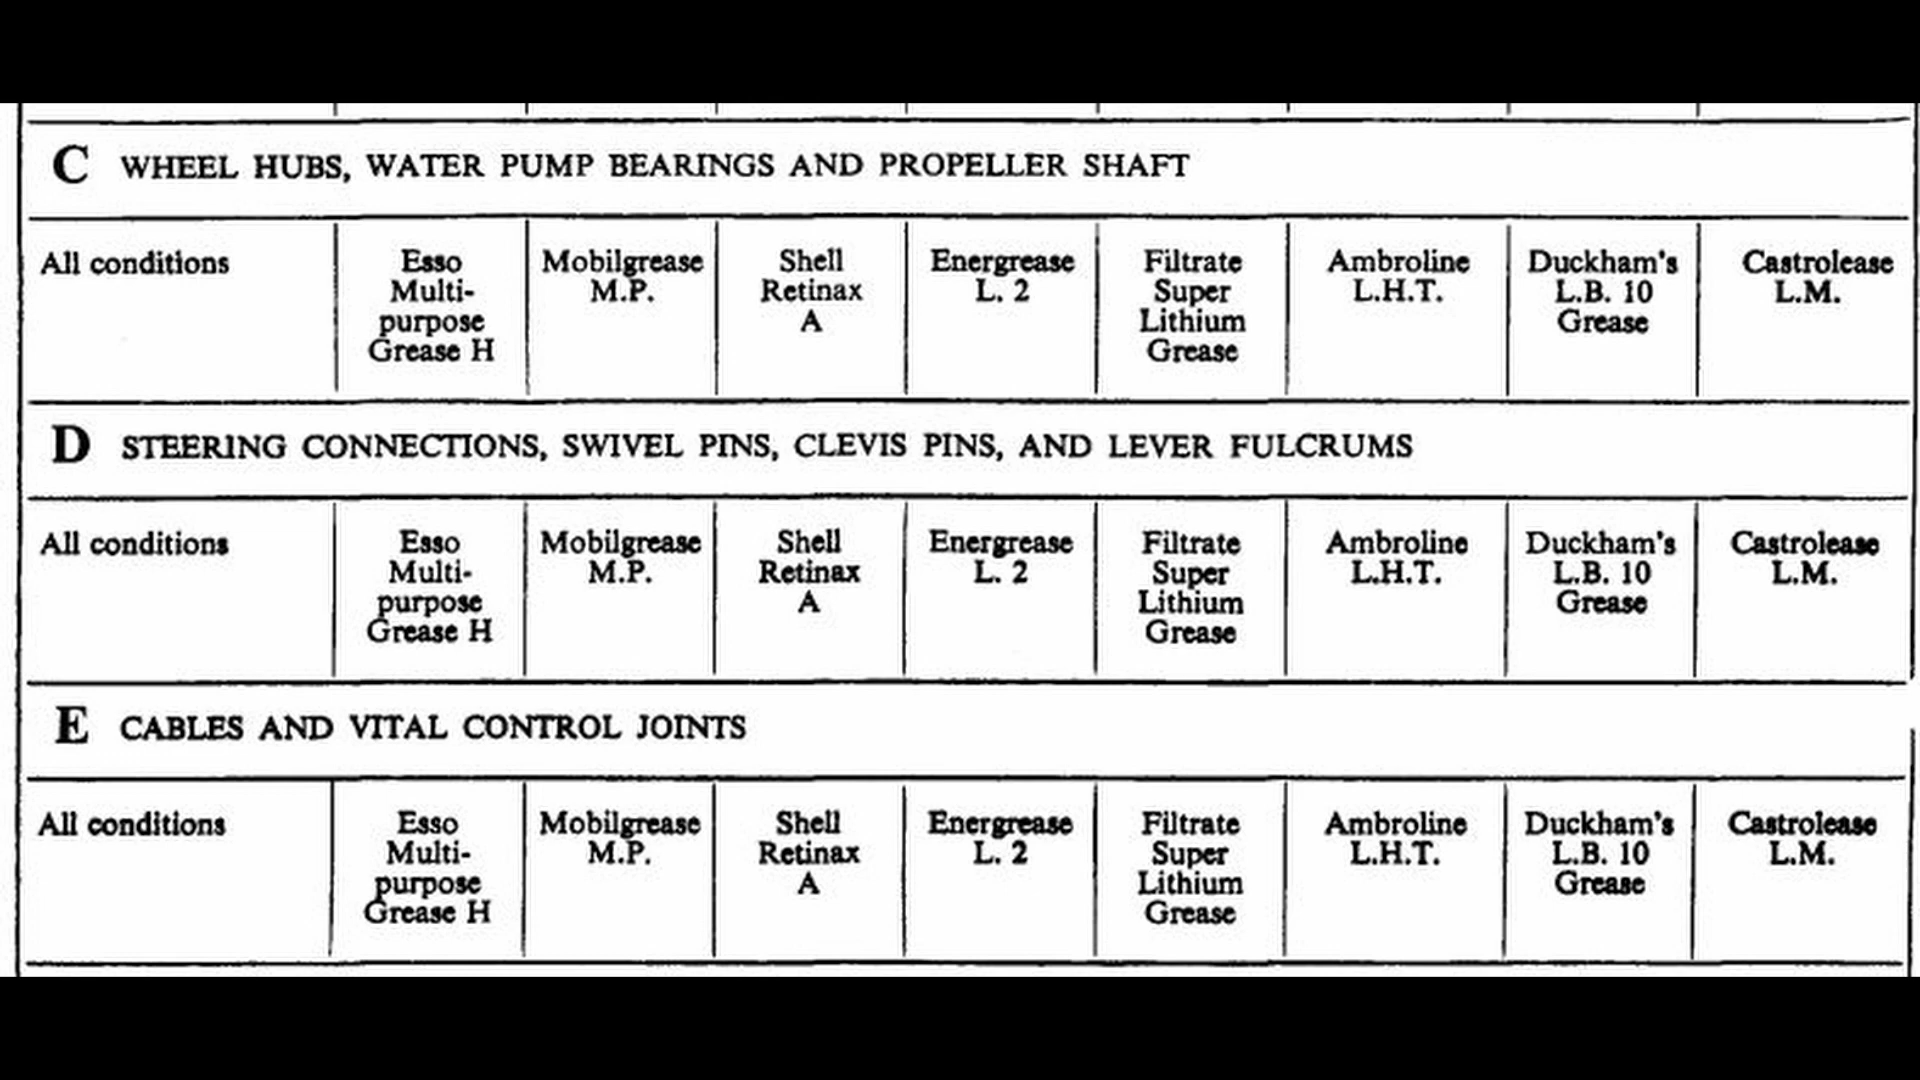 C WHEEL HUBS, WATER PUMP BEARINGS AND PROPELLER SHAFT
All conditions
Esso
Multi-
purpose
Grease H
Mobilgrease
M.P.
Shell
Retinax
A
Energrease
L. 2
Filtrate
Super
Lithium
Grease
Ambroline
L.H.T.
Duckham's
L.B. 10
Grease
Castrolease
L.M.
D STEERING CONNECTIONS, SWIVEL PINS, CLEVIS PINS, AND LEVER FULCRUMS
All conditions
Esso
Multi-
purpose
Grease H
Mobilgrease
M.P.
Shell
Retinax
A
Energrease
L. 2
Filtrate
Super
Lithium
Grease
Ambroline
L.H.T.
Duckham's
L.B. 10
Grease
Castrolease
L.M.
E CABLES AND VITAL CONTROL JOINTS
All conditions
Esso
Multi-
purpose
Grease H
Mobilgrease
M.P.
Shell
Retinax
A
Energrease
L. 2
Filtrate
Super
Lithium
Grease
Ambroline
L.H.T.
Duckham's
L.B. 10
Grease
Castrolease
L.M.